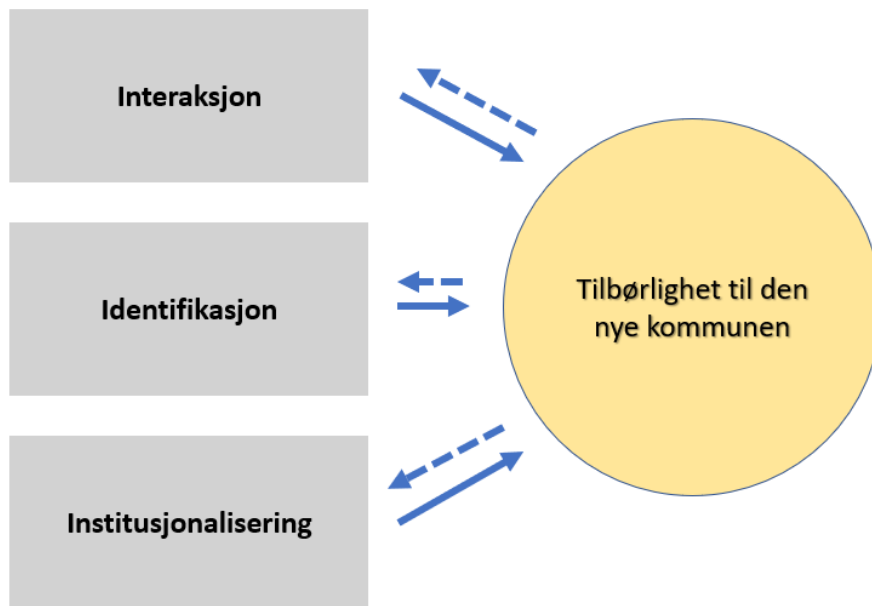 Interaksjon
Identifikasjon
Tilbørlighet til den
nye kommunen
Institusjonalisering